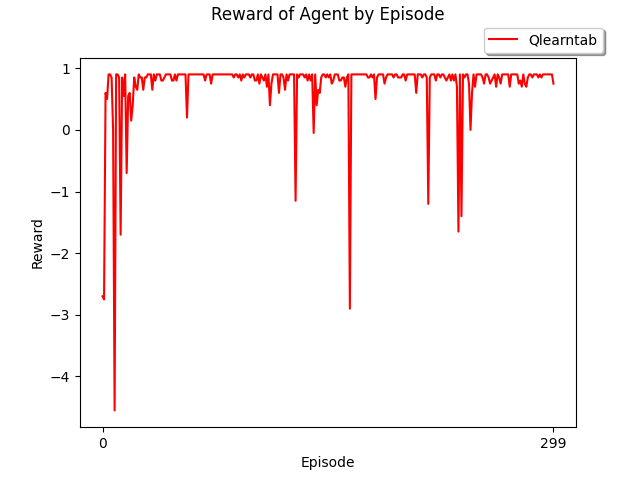 Reward of Agent by Episode
Qlearntab
1
0
−1
−2
−3
−4
Reward
0
299
Episode